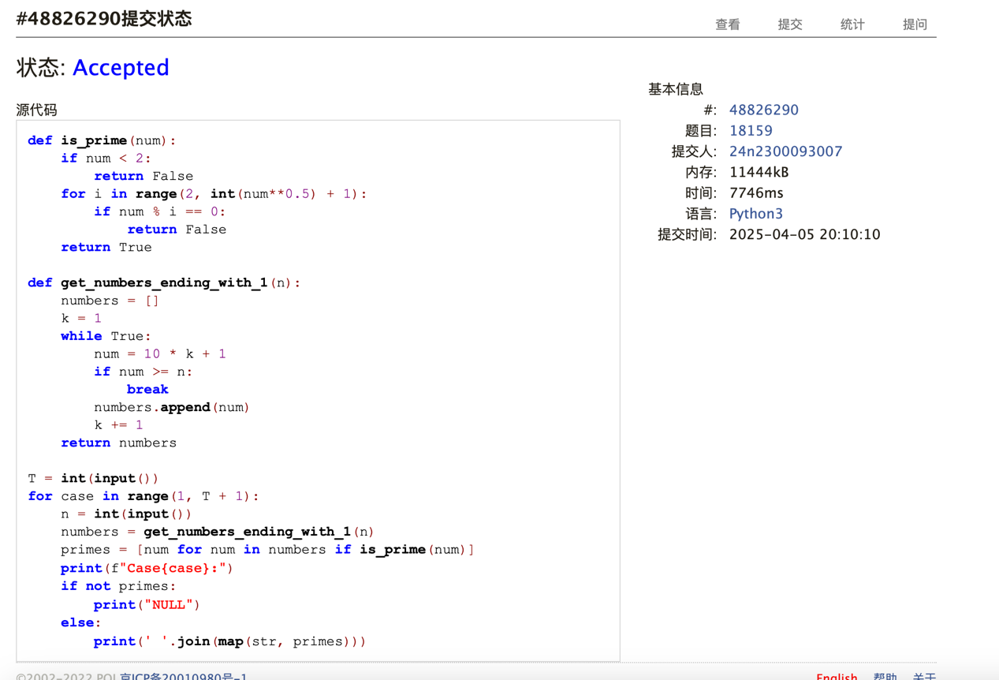 #48826290提交状态
查看 提交 统计 提问
状态: Accepted
源代码
def is_prime(num):
    if num < 2:
        return False
    for i in range(2, int(num**0.5) + 1):
        if num % i == 0:
            return False
    return True

def get_numbers_ending_with_1(n):
    numbers = []
    k = 1
    while True:
        num = 10 * k + 1
        if num >= n:
            break
        numbers.append(num)
        k += 1
    return numbers

T = int(input())
for case in range(1, T + 1):
    n = int(input())
    numbers = get_numbers_ending_with_1(n)
    primes = [num for num in numbers if is_prime(num)]
    print(f"Case{case}:")
    if not primes:
        print("NULL")
    else:
        print(' '.join(map(str, primes)))
基本信息
#: 48826290
题目: 18159
提交人: 24n2300093007
内存: 11444kB
时间: 7746ms
语言: Python3
提交时间: 2025-04-05 20:10:10
©2002-2022 POJ 京ICP备20010980号-1
English 帮助 关于